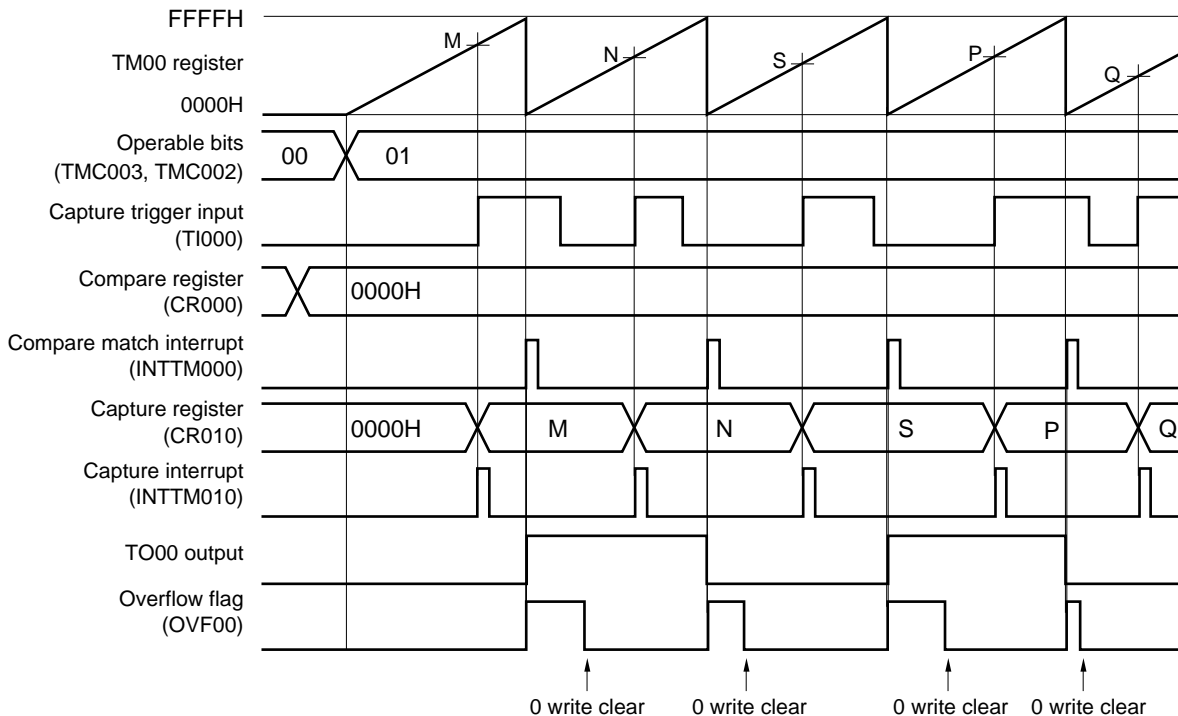 FFFFH
M
N
S
P
Q
TM00 register
0000H
Operable bits
(TMC003, TMC002)
00
01
Capture trigger input
(TI000)
Compare register
(CR000)
0000H
Compare match interrupt
(INTTM000)
Capture register
(CR010)
0000H
M
N
S
P
Q
Capture interrupt
(INTTM010)
TO00 output
Overflow flag
(OVF00)
0 write clear
0 write clear
0 write clear
0 write clear